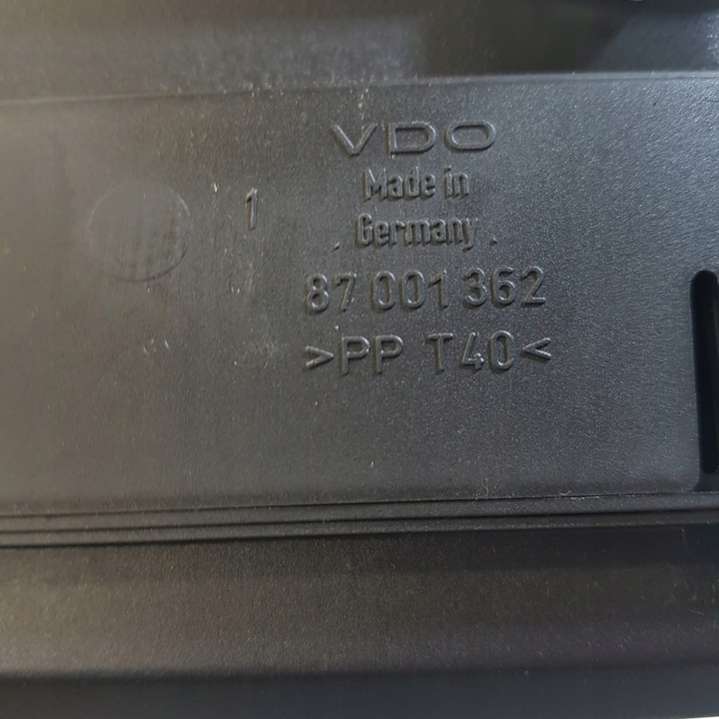 VDO
Made in
1
Germany
87 001 362
>PP T40<